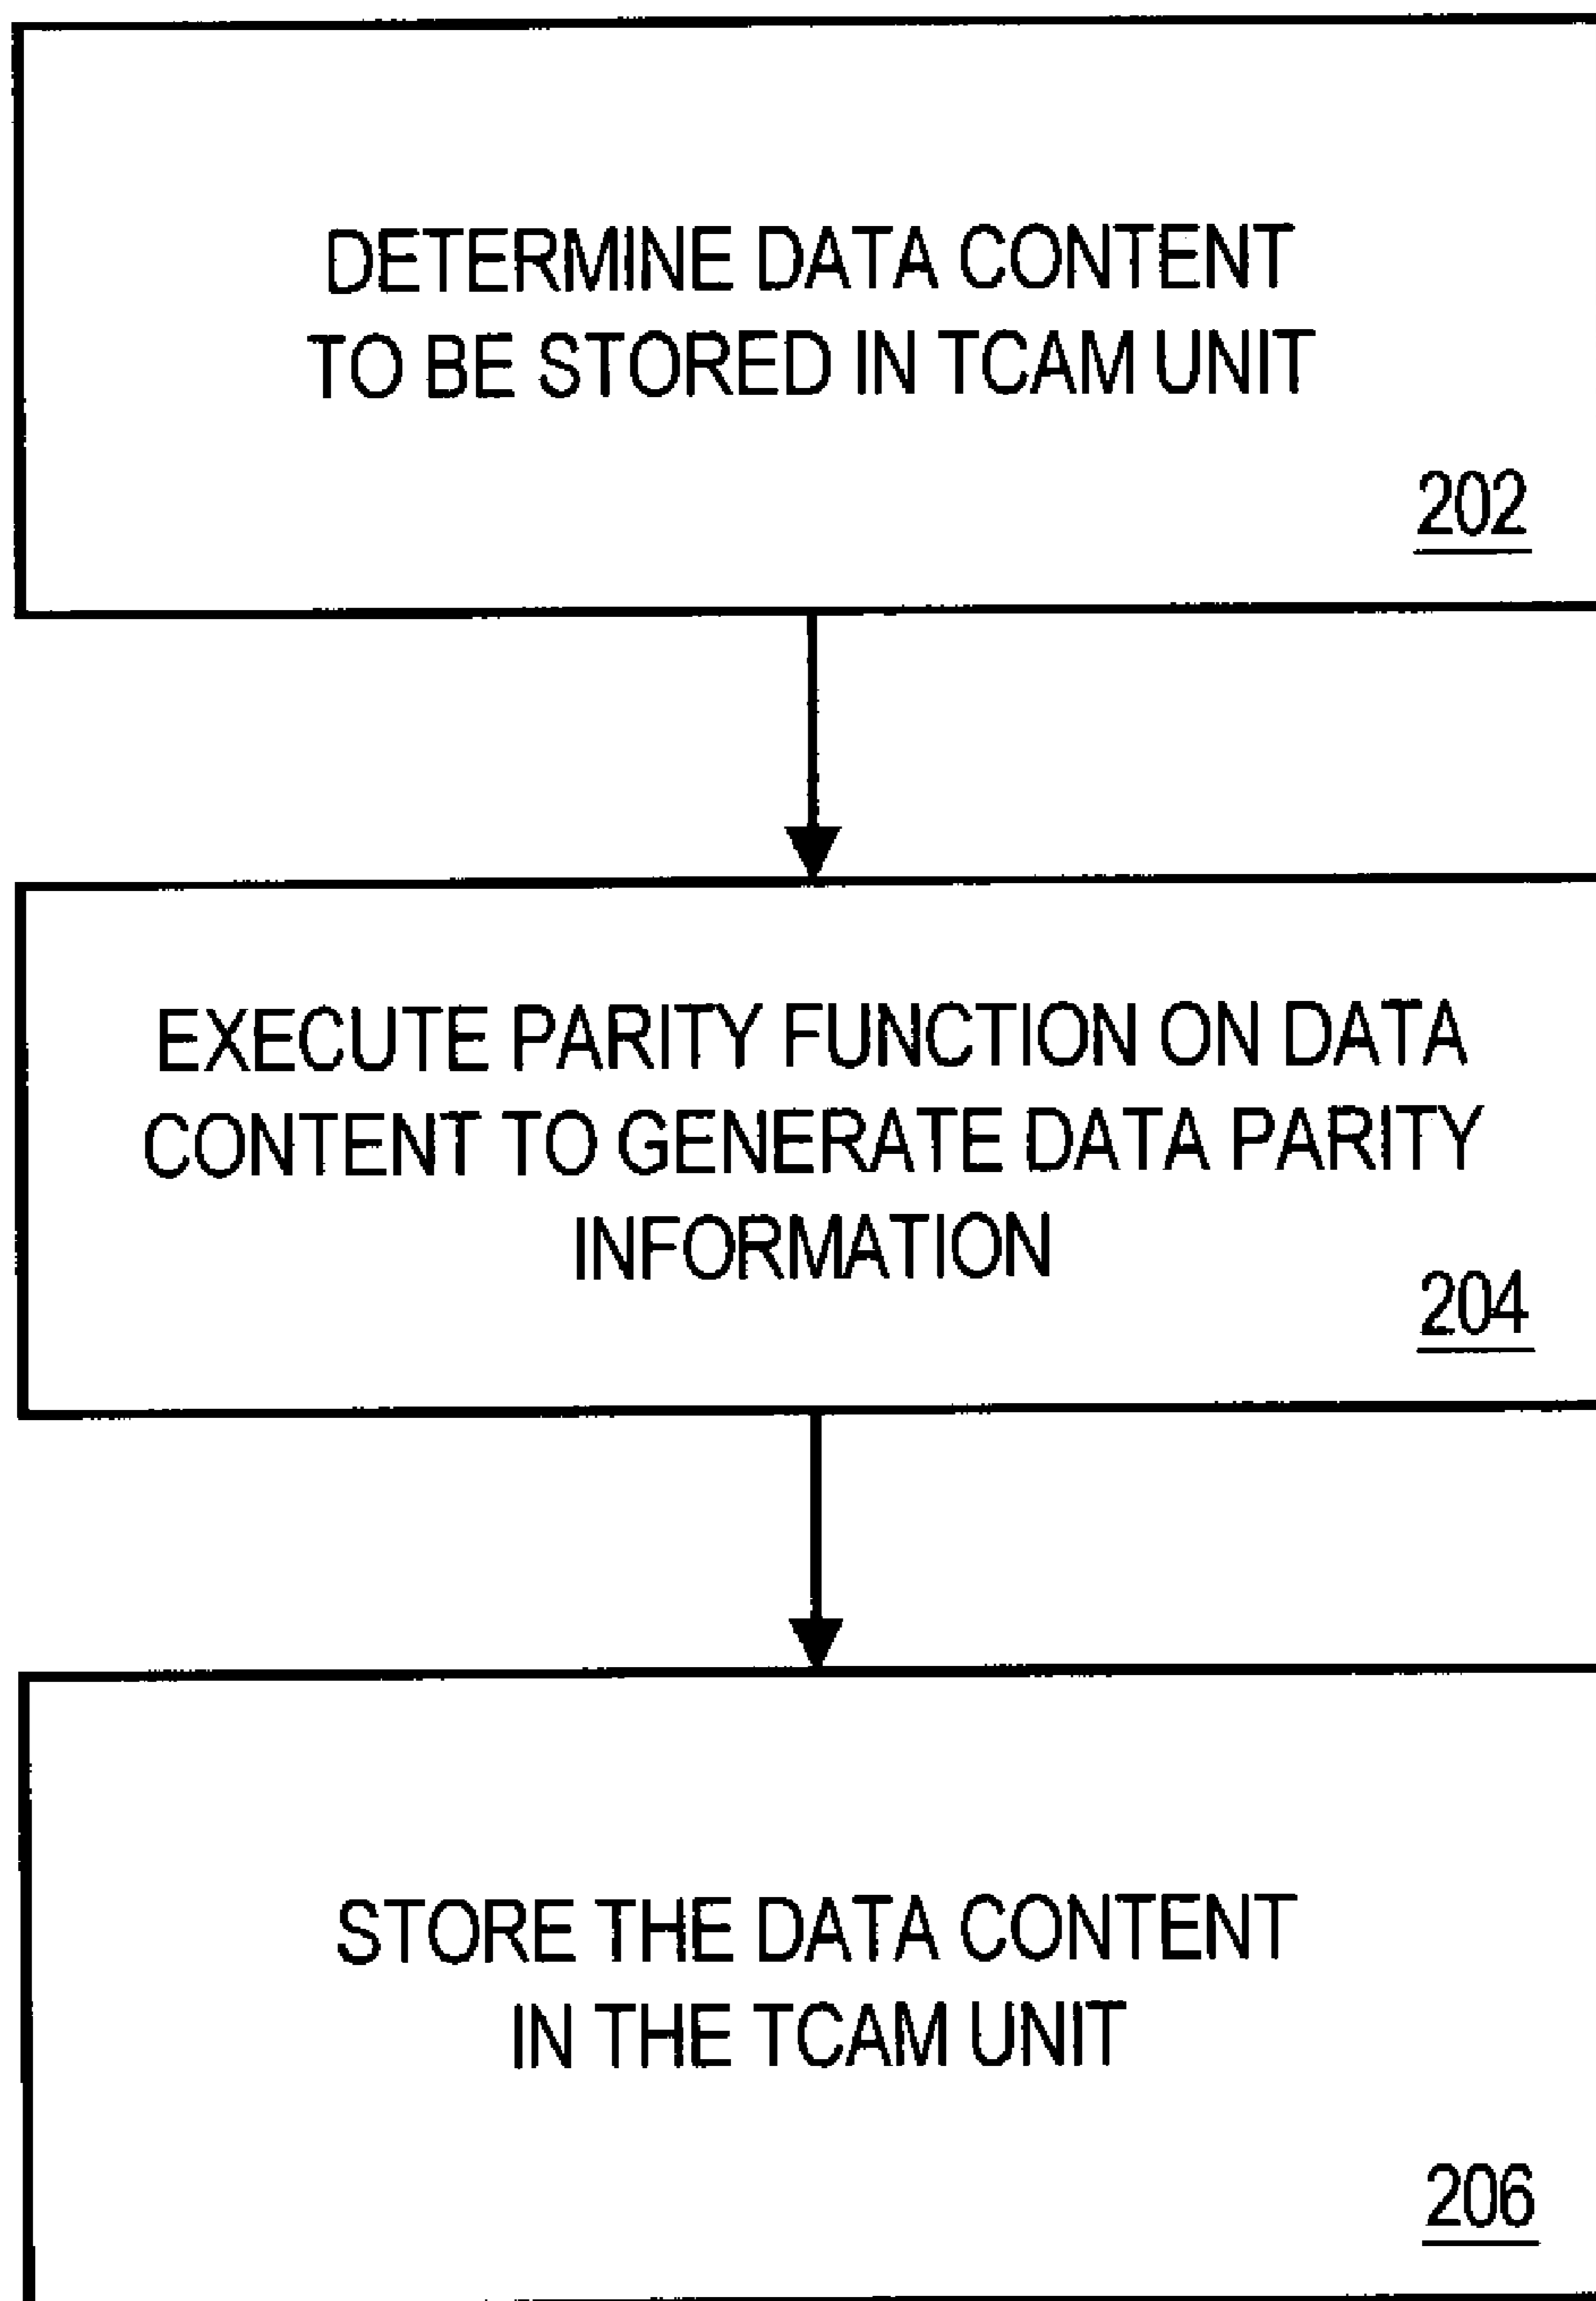 DETERMINE DATA CONTENT
TO BE STORED IN TCAM UNIT
202
EXECUTE PARITY FUNCTION ON DATA
CONTENT TO GENERATE DATA PARITY
INFORMATION
204
STORE THE DATA CONTENT
IN THE TCAM UNIT
206